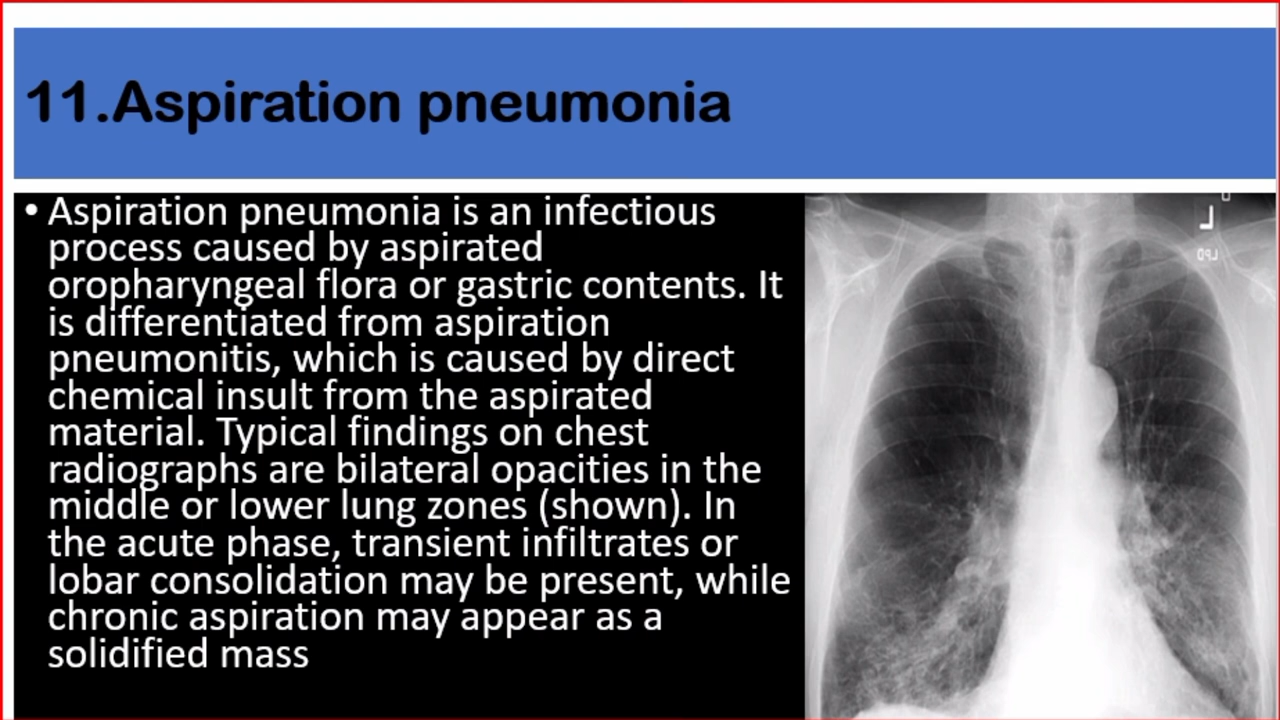 11.Aspiration pneumonia
• Aspiration pneumonia is an infectious
process caused by aspirated
oropharyngeal flora or gastric contents. It
is differentiated from aspiration
pneumonitis, which is caused by direct
chemical insult from the aspirated
material. Typical findings on chest
radiographs are bilateral opacities in the
middle or lower lung zones (shown). In
the acute phase, transient infiltrates or
lobar consolidation may be present, while
chronic aspiration may appear as a
solidified mass
L